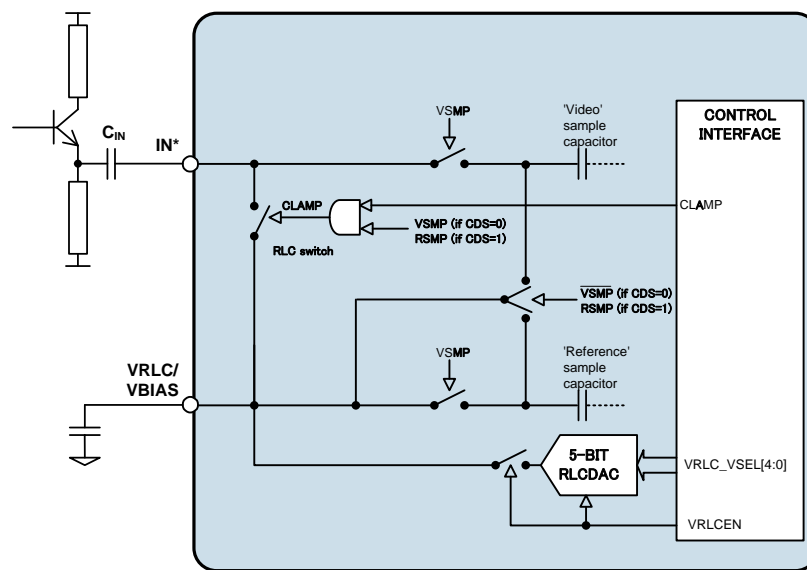 VSMP
'Video'
sample
capacitor
CONTROL
INTERFACE
CIN
IN*
CLAMP
CLAMP
VSMP (if CDS=0)
RSMP (if CDS=1)
RLC switch
VSMP (if CDS=0)
RSMP (if CDS=1)
VRLC/
VBIAS
VSMP
'Reference'
sample
capacitor
5-BIT
RLCDAC
VRLC_VSEL[4:0]
VRLCEN